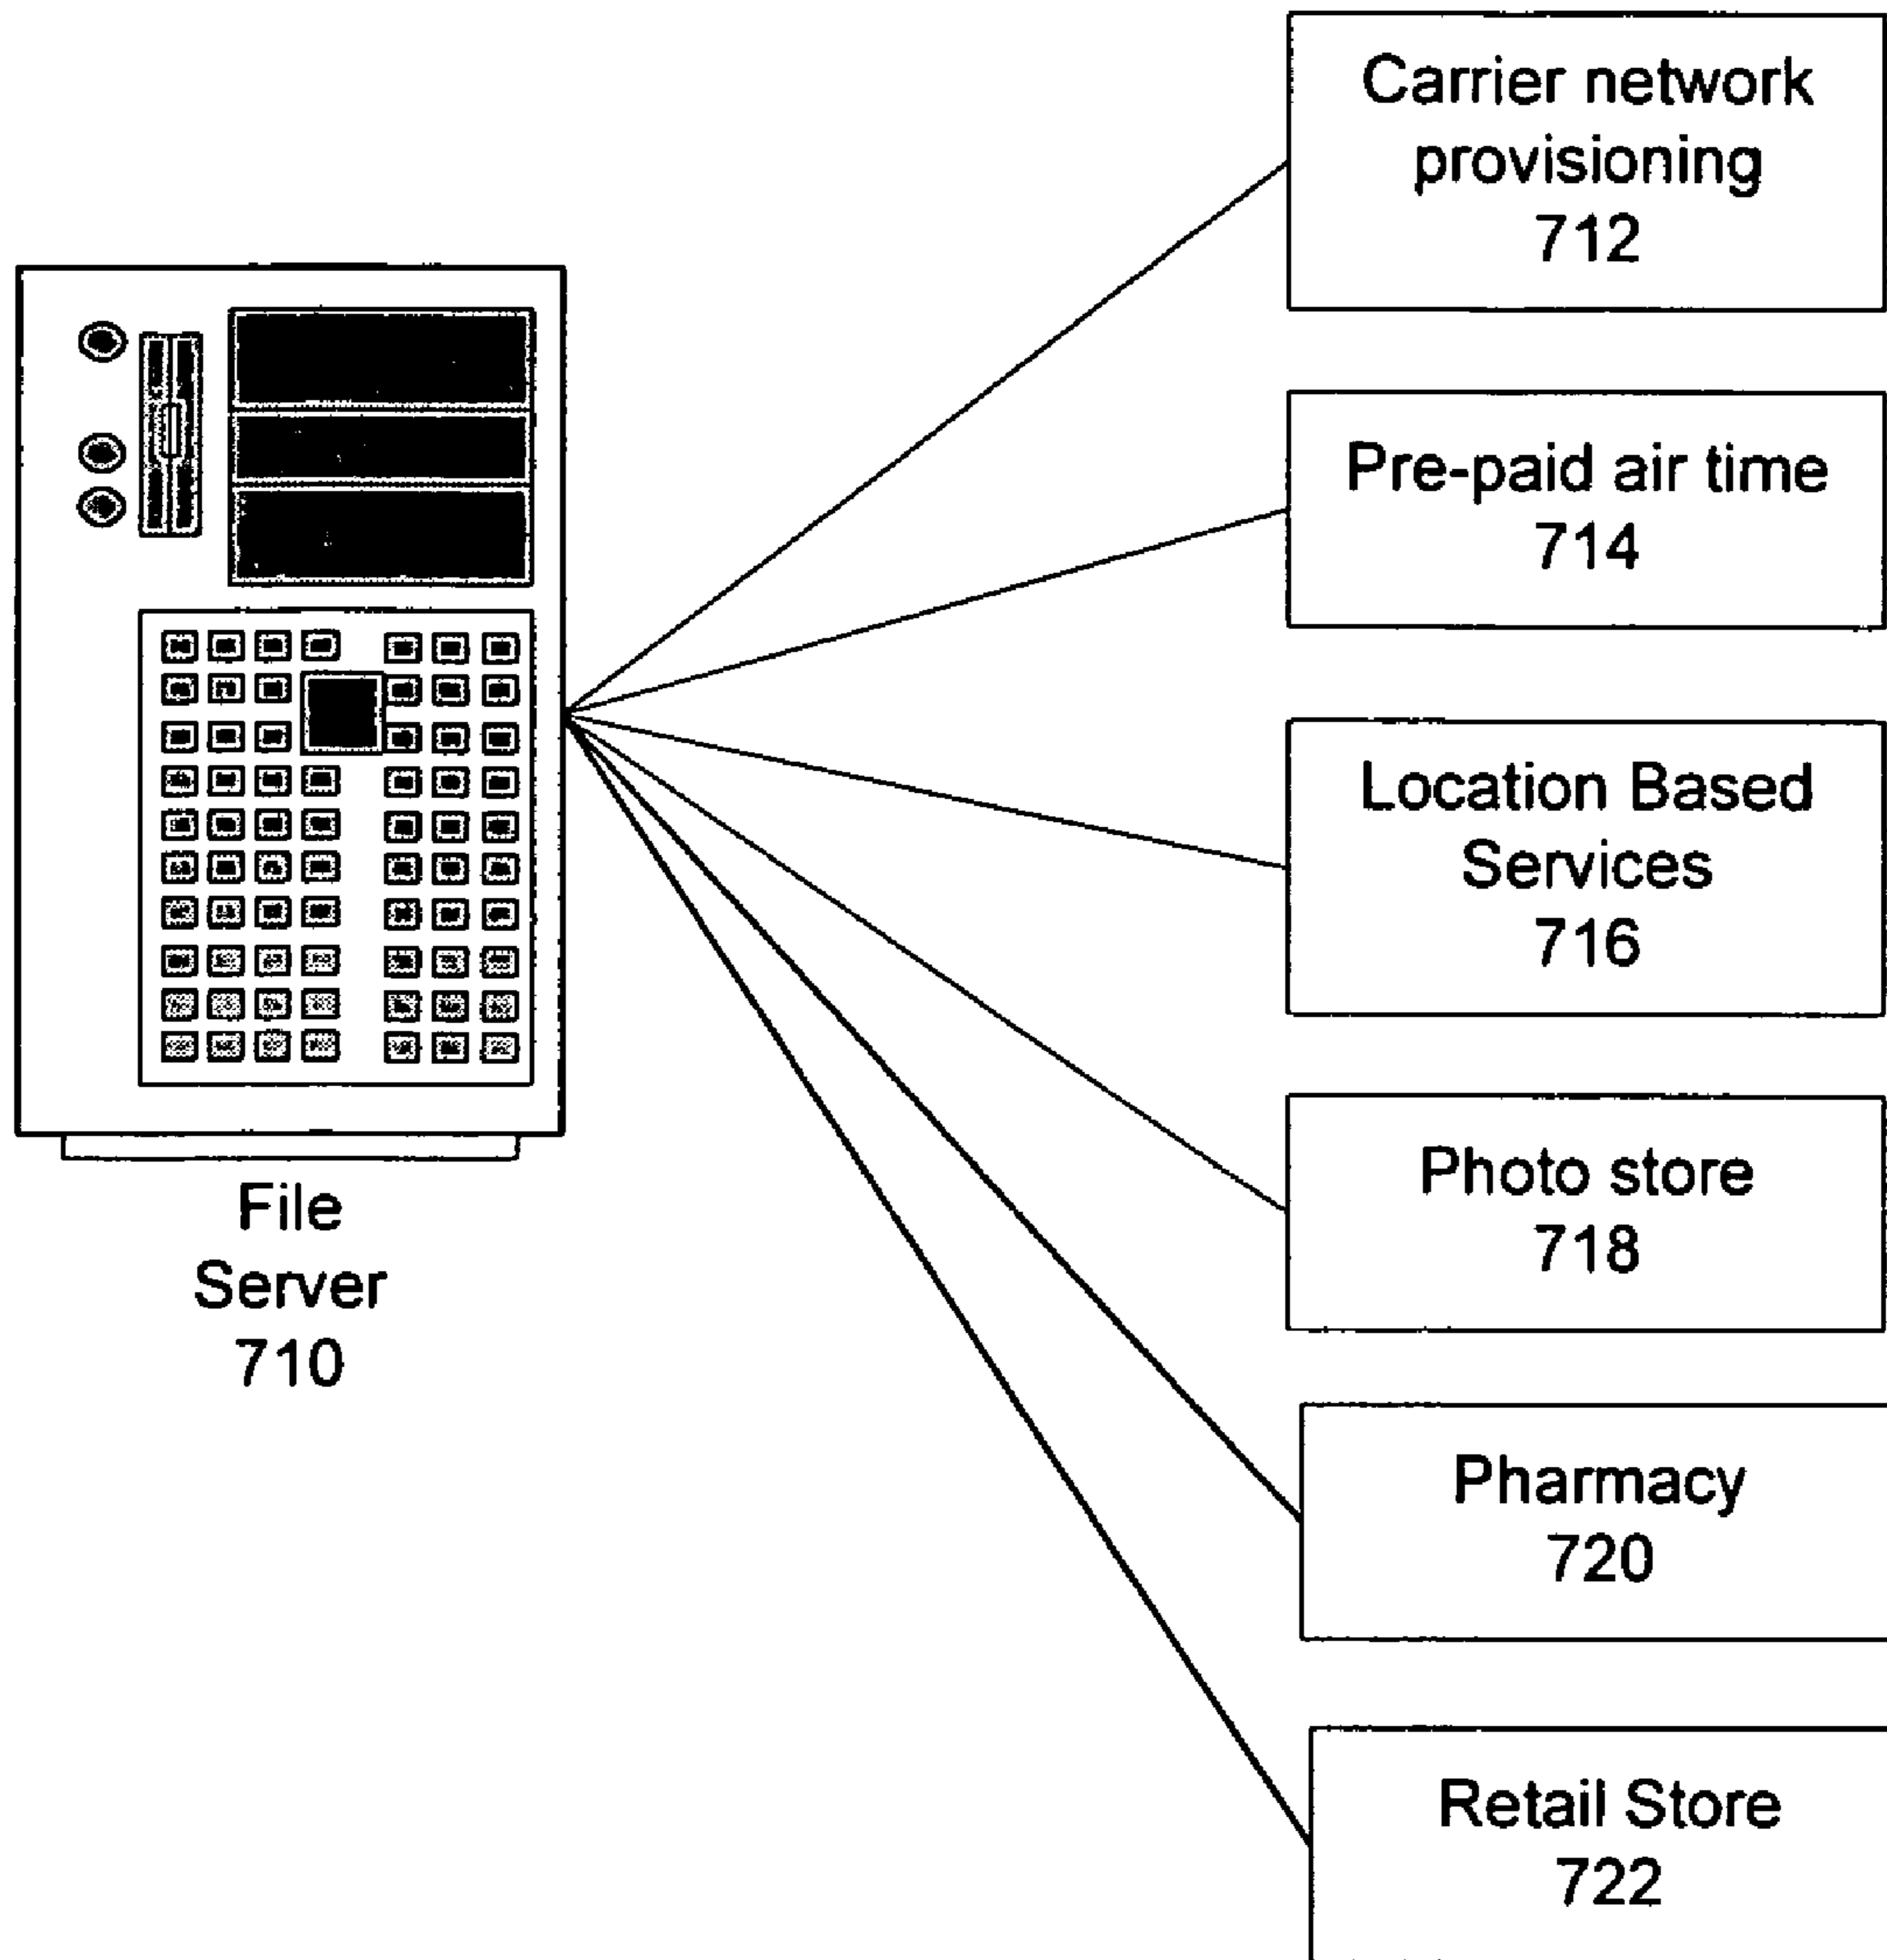 Carrier network
provisioning
712
Pre-paid air time
714
Location Based
Services
716
Photo store
718
File
Server
710
Pharmacy
720
Retail Store
722